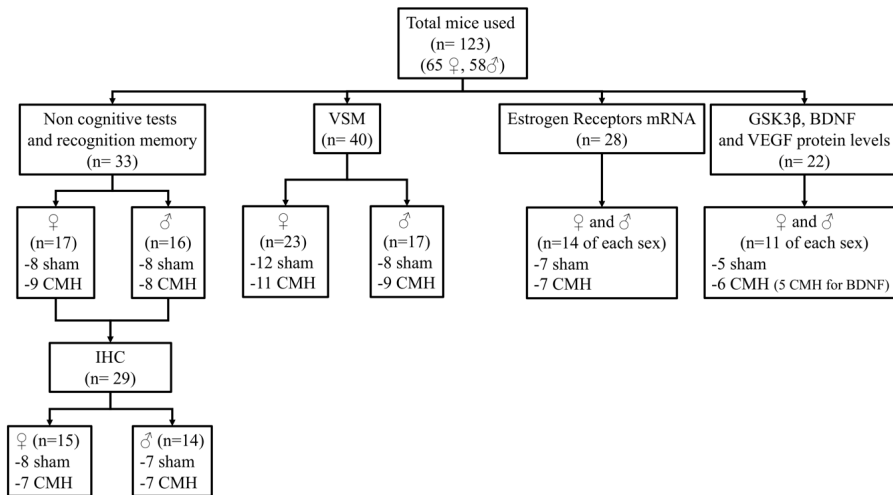 Total mice used
(n= 123)
(65 ♀, 58♂)
Non cognitive tests
and recognition memory
(n= 33)
VSM
(n= 40)
Estrogen Receptors mRNA
(n= 28)
GSK3β, BDNF
and VEGF protein levels
(n= 22)
♀
(n=17)
-8 sham
-9 CMH
♂
(n=16)
-8 sham
-8 CMH
♀
(n=23)
-12 sham
-11 CMH
♂
(n=17)
-8 sham
-9 CMH
♀ and ♂
(n=14 of each sex)
-7 sham
-7 CMH
♀ and ♂
(n=11 of each sex)
-5 sham
-6 CMH (5 CMH for BDNF)
IHC
(n= 29)
♀ (n=15)
-8 sham
-7 CMH
♂ (n=14)
-7 sham
-7 CMH